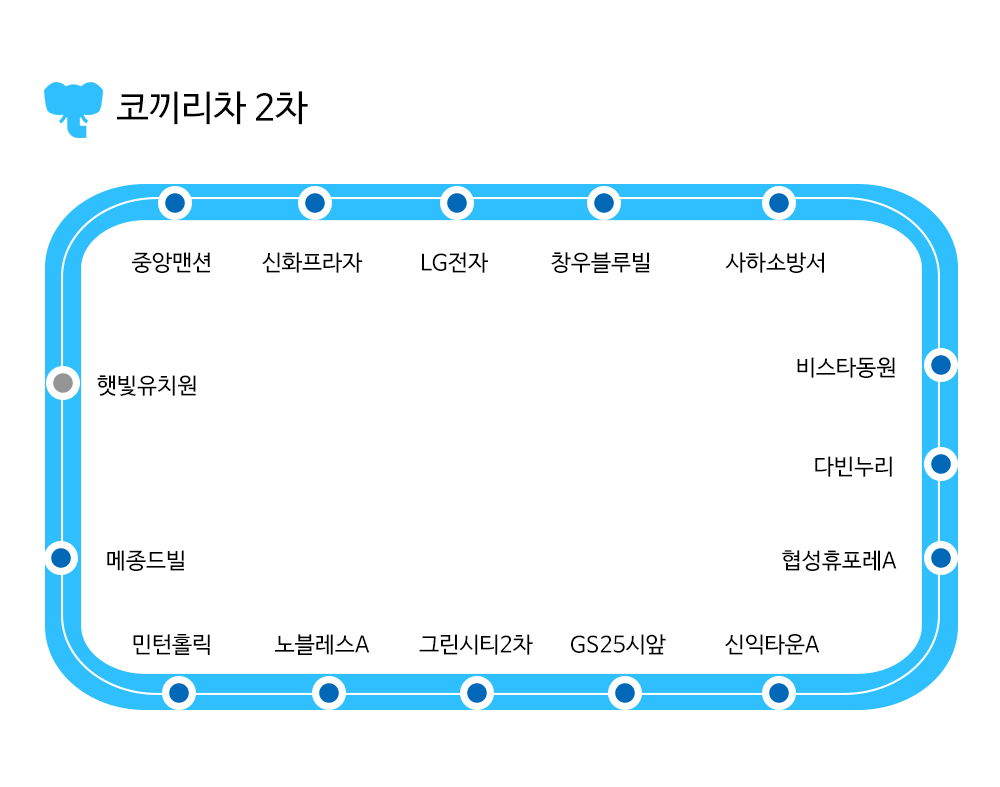 코끼리차 2차
중앙맨션
신화프라자
LG전자
창우블루빌
사하소방서
비스타동원
햇빛유치원
다빈누리
메종드빌
협성휴포레A
민턴홀릭
노블레스A
그린시티2차
GS25시앞
신익타운A